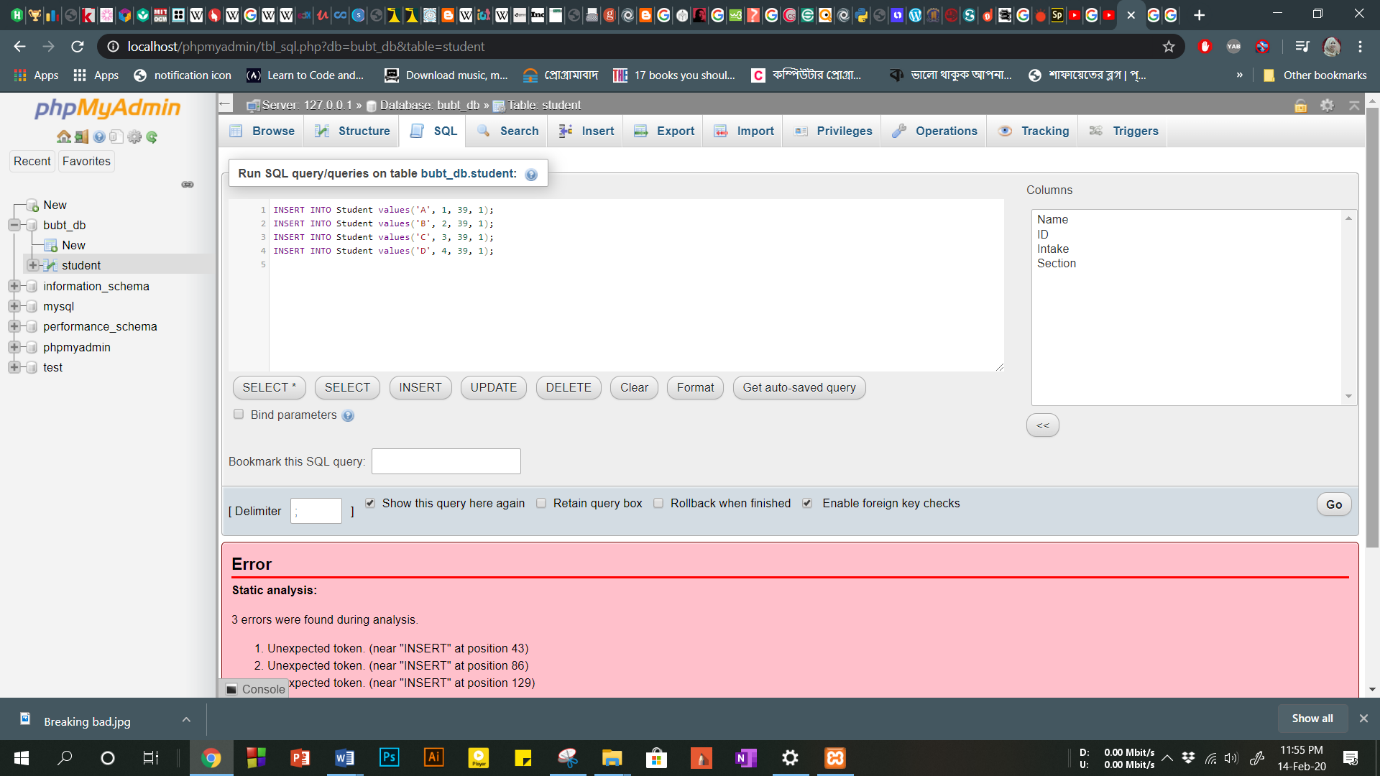 localhost/phpmyadmin/tbl_sql.php?db=bubt_db&table=student
Apps Apps notification icon Learn to Code and... Download music, m... প্রোগ্রামাবাদ 17 books you shoul... কম্পিউটার প্রোগ্রা... ভালো থাকুক আপনা... শাফায়েতের ব্লগ | প্... » Other bookmarks
phpMyAdmin
Server: 127.0.0.1 » Database: bubt_db » Table: student
Browse Structure SQL Search Insert Export Import Privileges Operations Tracking Triggers
Recent Favorites
New
bubt_db
New
student
information_schema
mysql
performance_schema
phpmyadmin
test
Run SQL query/queries on table bubt_db.student:
1 INSERT INTO Student values('A', 1, 39, 1);
2 INSERT INTO Student values('B', 2, 39, 1);
3 INSERT INTO Student values('C', 3, 39, 1);
4 INSERT INTO Student values('D', 4, 39, 1);
5
Columns
Name
ID
Intake
Section
SELECT * SELECT INSERT UPDATE DELETE Clear Format Get auto-saved query
<<
Bind parameters
Bookmark this SQL query:
[ Delimiter ; ] Show this query here again Retain query box Rollback when finished Enable foreign key checks Go
Error
Static analysis:
3 errors were found during analysis.
1. Unexpected token. (near "INSERT" at position 43)
2. Unexpected token. (near "INSERT" at position 86)
xpected token. (near "INSERT" at position 129)
Console
Breaking bad.jpg
Show all
D: 0.00 Mbit/s
U: 0.00 Mbit/s
11:55 PM
14-Feb-20